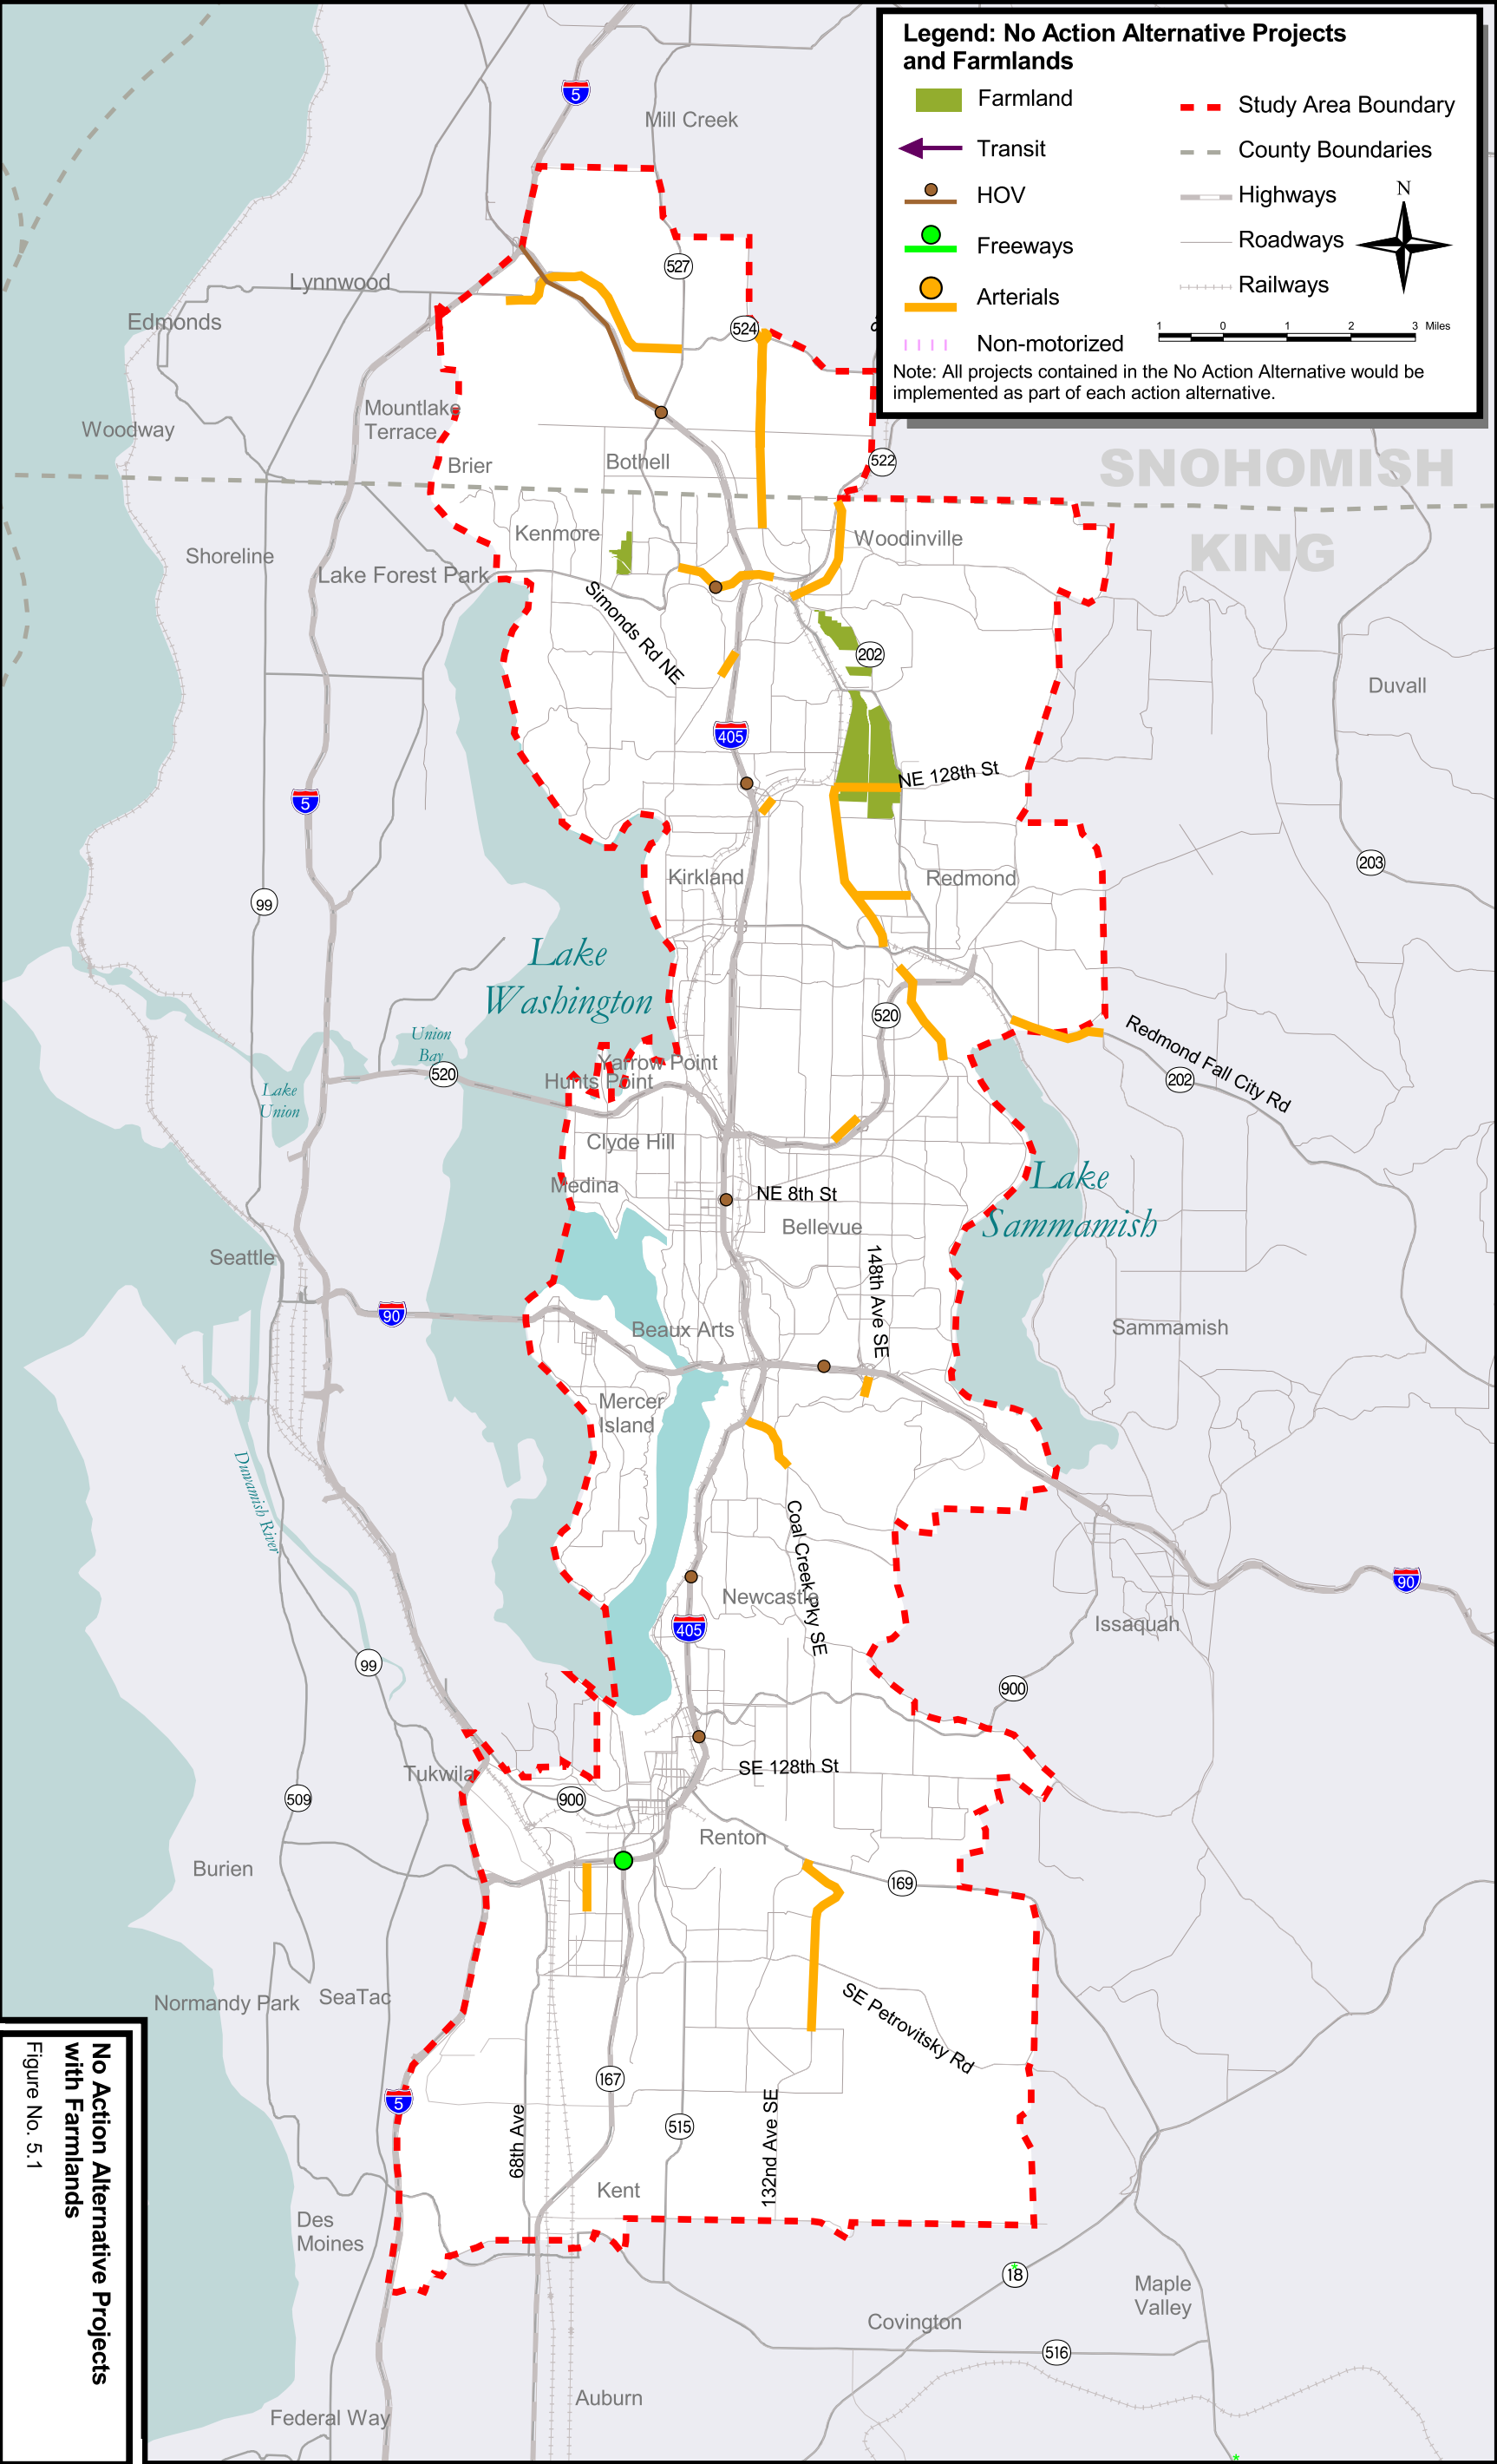 Legend: No Action Alternative Projects
and Farmlands
Farmland
Transit
HOV
Freeways
Arterials
Non-motorized
Study Area Boundary
County Boundaries
Highways
Roadways
Railways
N
1 0 1 2 3 Miles
Note: All projects contained in the No Action Alternative would be
implemented as part of each action alternative.
5
Mill Creek
527
Lynnwood
Edmonds
524
Mountlake
Terrace
Woodway
Brier
Bothell
522
SNOHOMISH
KING
Kenmore
Woodinville
Shoreline
Lake Forest Park
Simonds Rd NE
202
Duvall
405
NE 128th St
5
203
Kirkland
Redmond
99
Lake
Washington
520
Union
Bay
520
Redmond Fall City Rd
202
Yarrow Point
Hunts Point
Lake
Union
Clyde Hill
Medina
Lake
Sammamish
NE 8th St
Bellevue
Seattle
148th Ave SE
90
Beaux Arts
Sammamish
Mercer
Island
Duwamish River
Coal Creek Pky SE
Newcastle
90
405
Issaquah
99
900
SE 128th St
Tukwila
509
900
Renton
Burien
169
SE Petrovitsky Rd
Normandy Park
SeaTac
167
5
515
68th Ave
132nd Ave SE
Kent
Des
Moines
18
Maple
Valley
Covington
516
Auburn
Federal Way
No Action Alternative Projects
with Farmlands
Figure No. 5.1